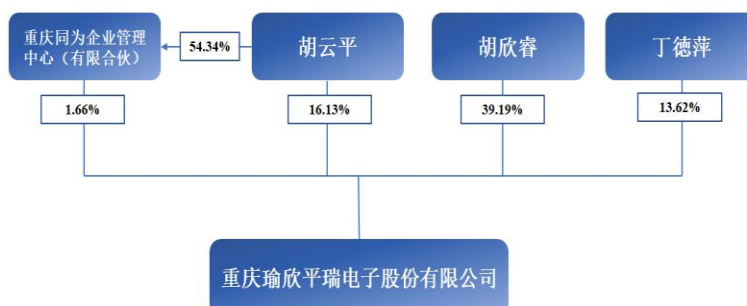 重庆同为企业管理
中心（有限合伙）
54.34%
胡云平
胡欣睿
丁德萍
1.66%
16.13%
39.19%
13.62%
重庆瑜欣平瑞电子股份有限公司